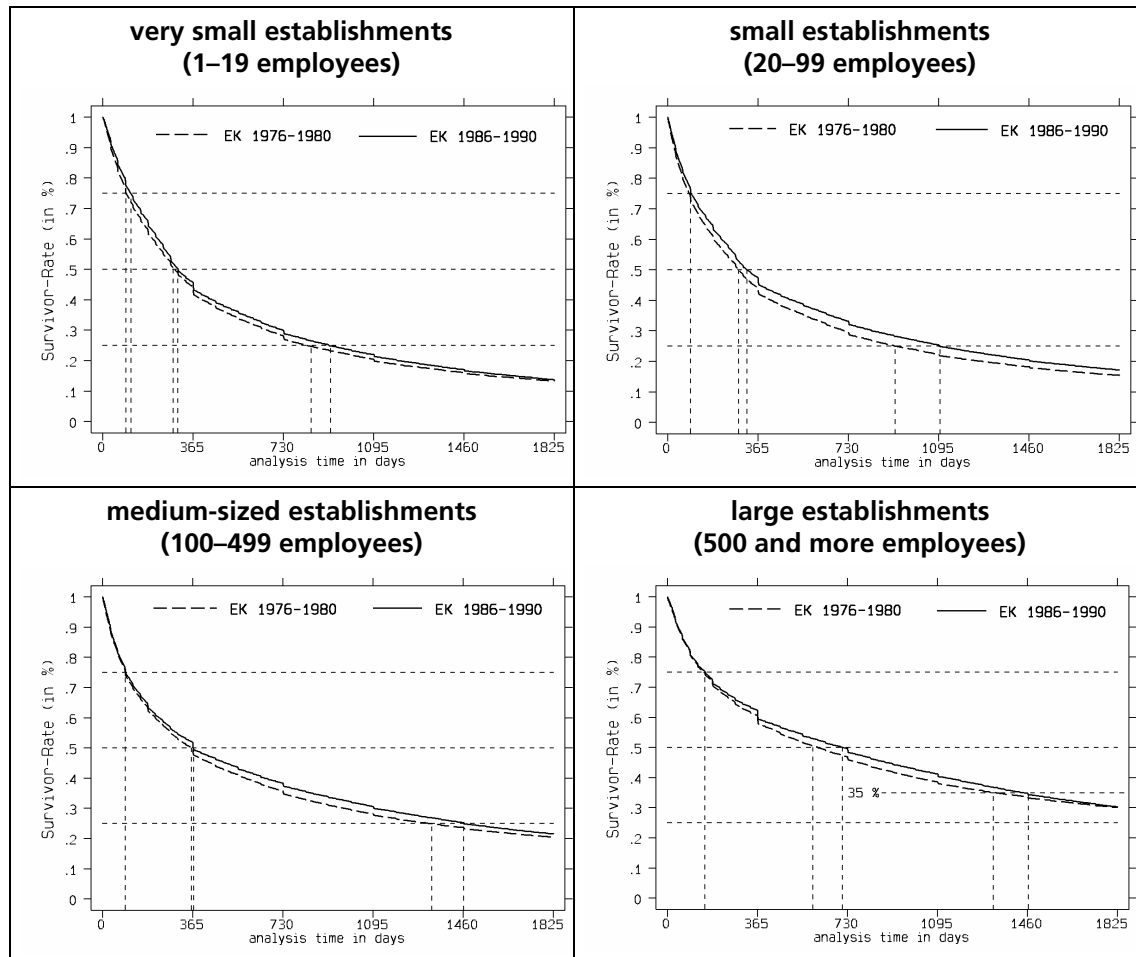 very small establishments
(1–19 employees)
EK 1976-1980
EK 1986-1990
Survivor-Rate (in %)
1
.9
.8
.7
.6
.5
.4
.3
.2
.1
0
0 365 730 1095 1460 1825
analysis time in days
small establishments
(20–99 employees)
EK 1976-1980
EK 1986-1990
Survivor-Rate (in %)
1
.9
.8
.7
.6
.5
.4
.3
.2
.1
0
0 365 730 1095 1460 1825
analysis time in days
medium-sized establishments
(100–499 employees)
EK 1976-1980
EK 1986-1990
Survivor-Rate (in %)
1
.9
.8
.7
.6
.5
.4
.3
.2
.1
0
0 365 730 1095 1460 1825
analysis time in days
large establishments
(500 and more employees)
EK 1976-1980
EK 1986-1990
Survivor-Rate (in %)
1
.9
.8
.7
.6
.5
.4
.3
.2
.1
0
35 %
0 365 730 1095 1460 1825
analysis time in days